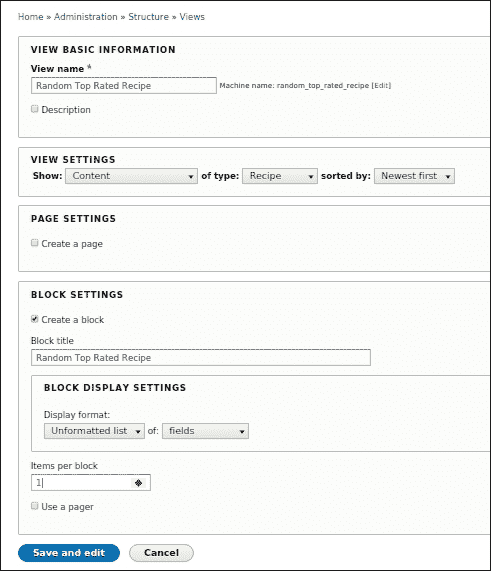 Home » Administration » Structure » Views
VIEW BASIC INFORMATION
View name *
Random Top Rated Recipe Machine name: random_top_rated_recipe [Edit]
Description
VIEW SETTINGS
Show: Content of type: Recipe sorted by: Newest first
PAGE SETTINGS
Create a page
BLOCK SETTINGS
Create a block
Block title
Random Top Rated Recipe
BLOCK DISPLAY SETTINGS
Display format:
Unformatted list of: fields
Items per block
1
Use a pager
Save and edit Cancel